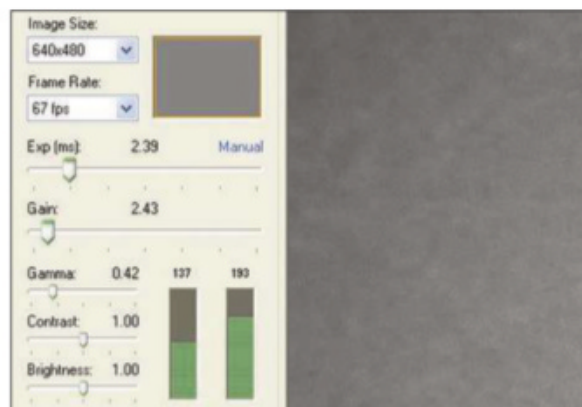 Image Size:
640x480
Frame Rate:
67 fps
Exp (ms): 2.39 Manual
Gain: 2.43
Gamma: 0.42 137 193
Contrast: 1.00
Brightness: 1.00